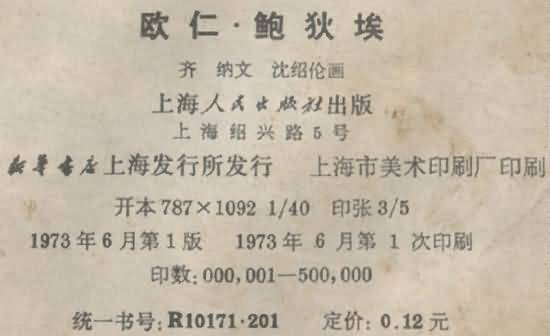 欧仁·鲍狄埃
齐 纳文 沈绍伦画
上海人民出版社出版
上海绍兴路5号
新华书店上海发行所发行 上海市美术印刷厂印刷
开本787×1092 1/40 印张3/5
1973年6月第1版 1973年6月第1次印刷
印数:000,001—500,000
统一书号:R10171·201 定价:0.12元